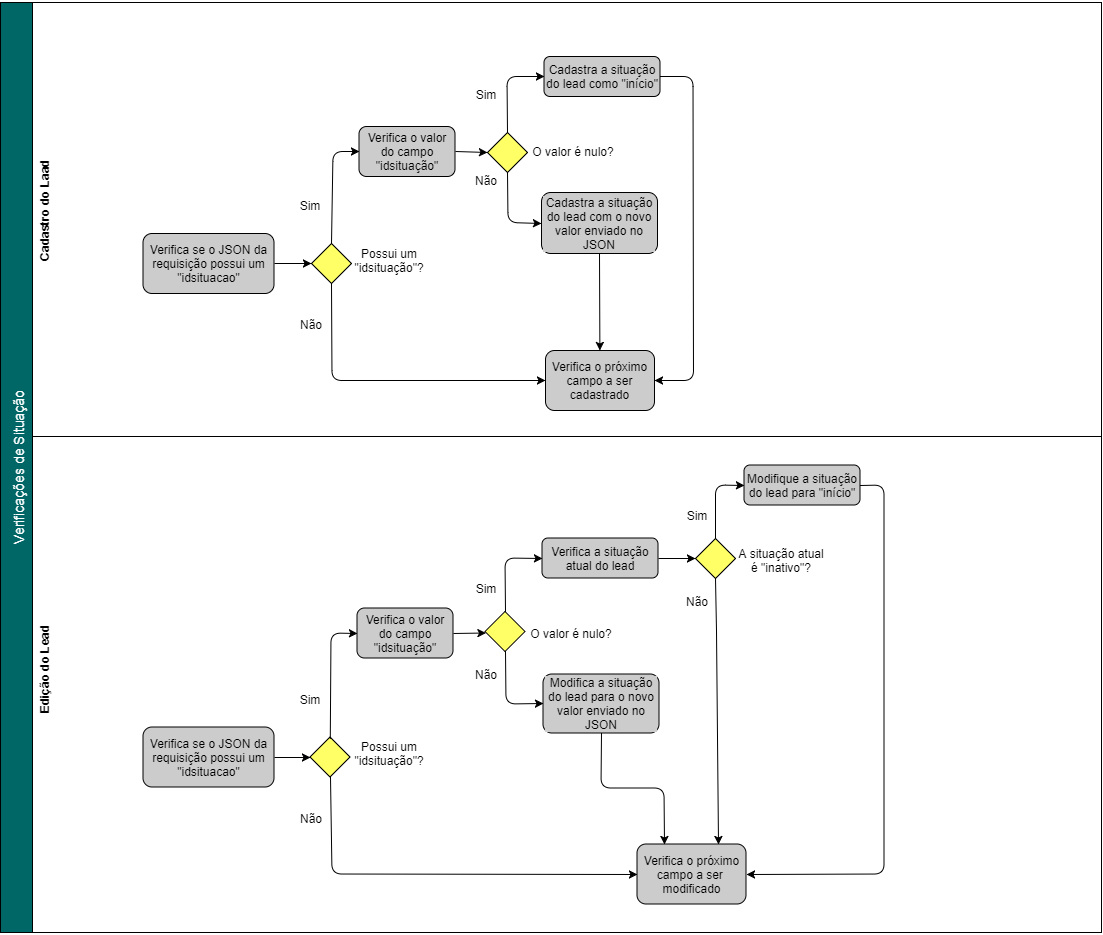 Verificações de Situação
Cadastro do Laad
Cadastra a situação
do lead como "início"
Sim
Verifica o valor
do campo
"idsituação"
O valor é nulo?
Não
Cadastra a situação
do lead com o novo
valor enviado no
JSON
Sim
Verifica se o JSON da
requisição possui um
"idsituacao"
Possui um
"idsituação"?
Não
Verifica o próximo
campo a ser
cadastrado
Edição do Lead
Modifique a situação
do lead para "início"
Sim
Verifica a situação
atual do lead
A situação atual
é "inativo"?
Sim
Não
Verifica o valor
do campo
"idsituação"
O valor é nulo?
Não
Modifica a situação
do lead para o novo
valor enviado no
JSON
Sim
Verifica se o JSON da
requisição possui um
"idsituacao"
Possui um
"idsituação"?
Não
Verifica o próximo
campo a ser
modificado